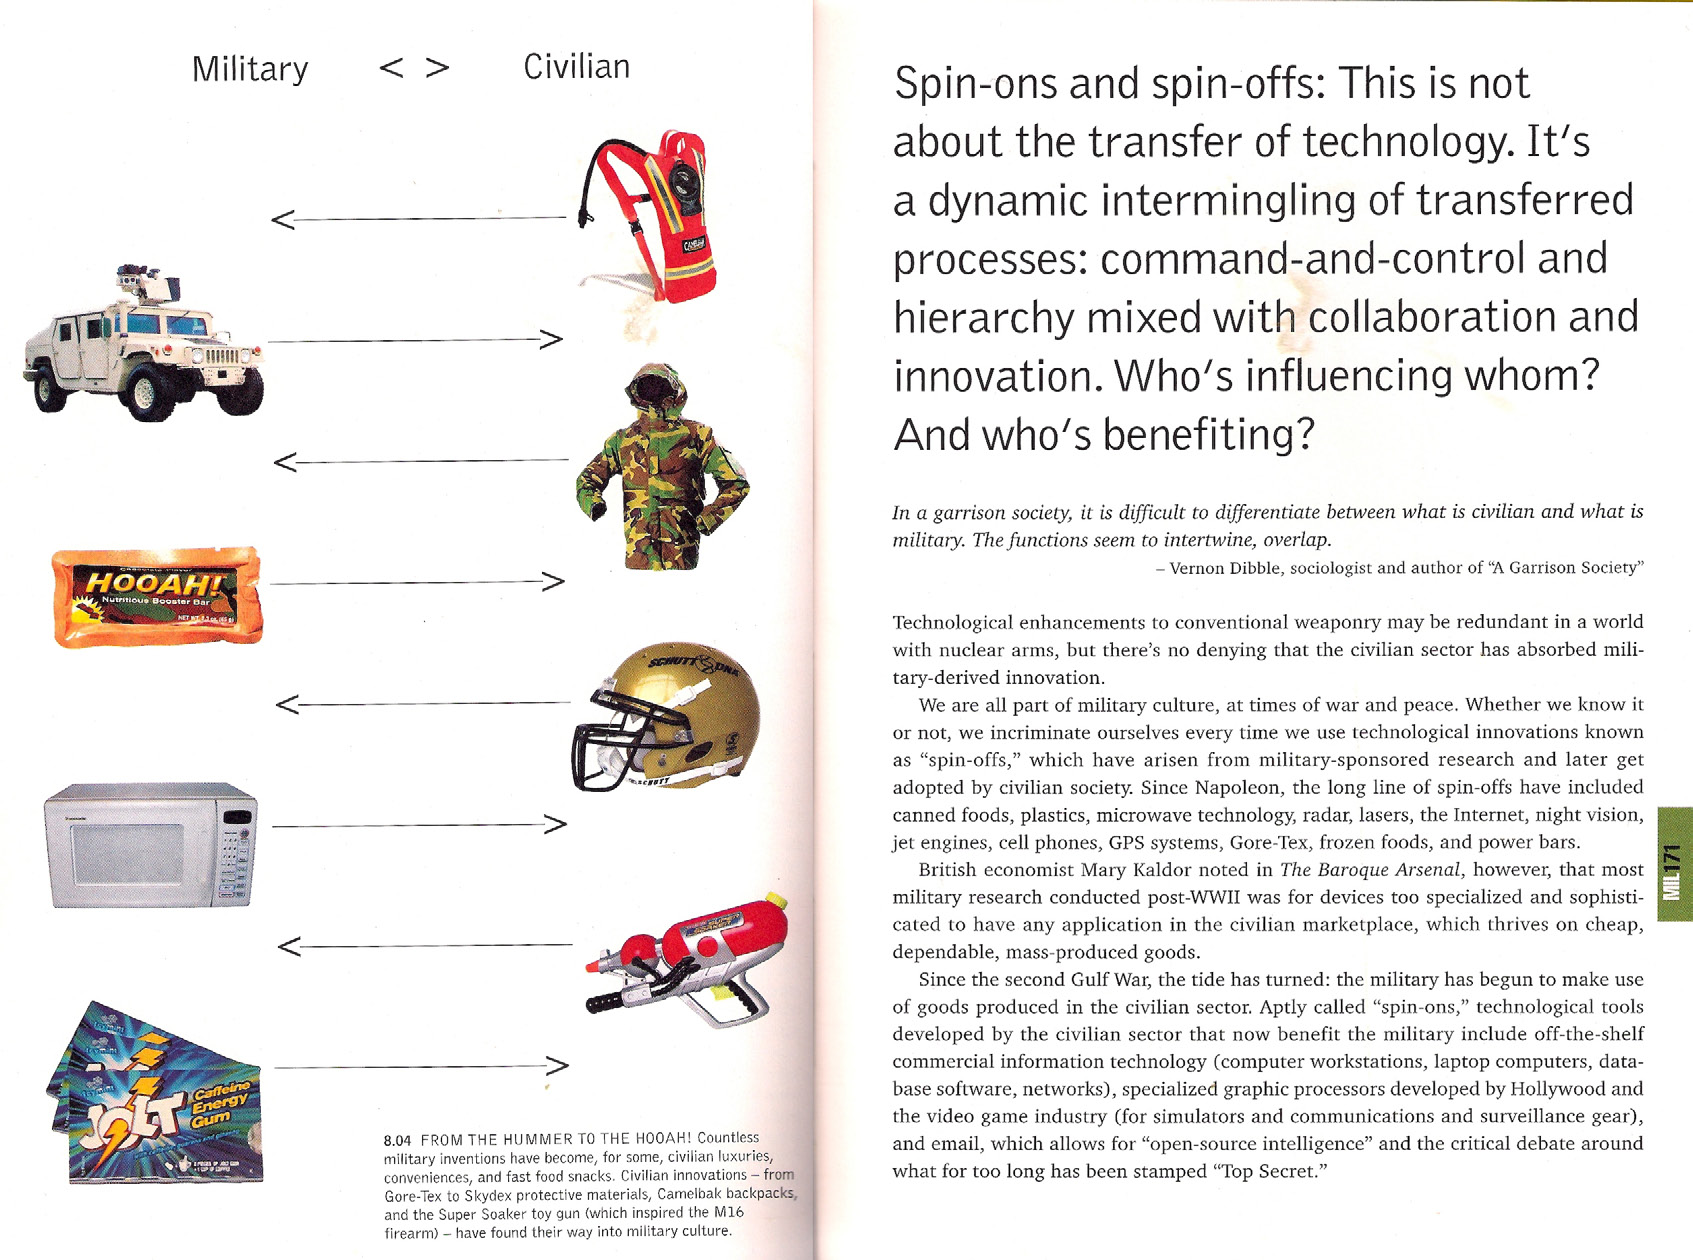 Military < > Civilian
CAMELBAK
HOOAH!
Nutritious Booster Bar
SCHUTT DNA
SCHUTT
JOLT
Caffeine
Energy
Gum
8.04 FROM THE HUMMER TO THE HOOAH! Countless
military inventions have become, for some, civilian luxuries,
conveniences, and fast food snacks. Civilian innovations – from
Gore-Tex to Skydex protective materials, Camelbak backpacks,
and the Super Soaker toy gun (which inspired the M16
firearm) – have found their way into military culture.
Spin-ons and spin-offs: This is not
about the transfer of technology. It's
a dynamic intermingling of transferred
processes: command-and-control and
hierarchy mixed with collaboration and
innovation. Who's influencing whom?
And who's benefiting?
In a garrison society, it is difficult to differentiate between what is civilian and what is
military. The functions seem to intertwine, overlap.
– Vernon Dibble, sociologist and author of “A Garrison Society”
Technological enhancements to conventional weaponry may be redundant in a world
with nuclear arms, but there's no denying that the civilian sector has absorbed mili-
tary-derived innovation.
We are all part of military culture, at times of war and peace. Whether we know it
or not, we incriminate ourselves every time we use technological innovations known
as “spin-offs,” which have arisen from military-sponsored research and later get
adopted by civilian society. Since Napoleon, the long line of spin-offs have included
canned foods, plastics, microwave technology, radar, lasers, the Internet, night vision,
jet engines, cell phones, GPS systems, Gore-Tex, frozen foods, and power bars.
British economist Mary Kaldor noted in The Baroque Arsenal, however, that most
military research conducted post-WWII was for devices too specialized and sophisti-
cated to have any application in the civilian marketplace, which thrives on cheap,
dependable, mass-produced goods.
Since the second Gulf War, the tide has turned: the military has begun to make use
of goods produced in the civilian sector. Aptly called “spin-ons,” technological tools
developed by the civilian sector that now benefit the military include off-the-shelf
commercial information technology (computer workstations, laptop computers, data-
base software, networks), specialized graphic processors developed by Hollywood and
the video game industry (for simulators and communications and surveillance gear),
and email, which allows for “open-source intelligence” and the critical debate around
what for too long has been stamped “Top Secret.”
MIL171